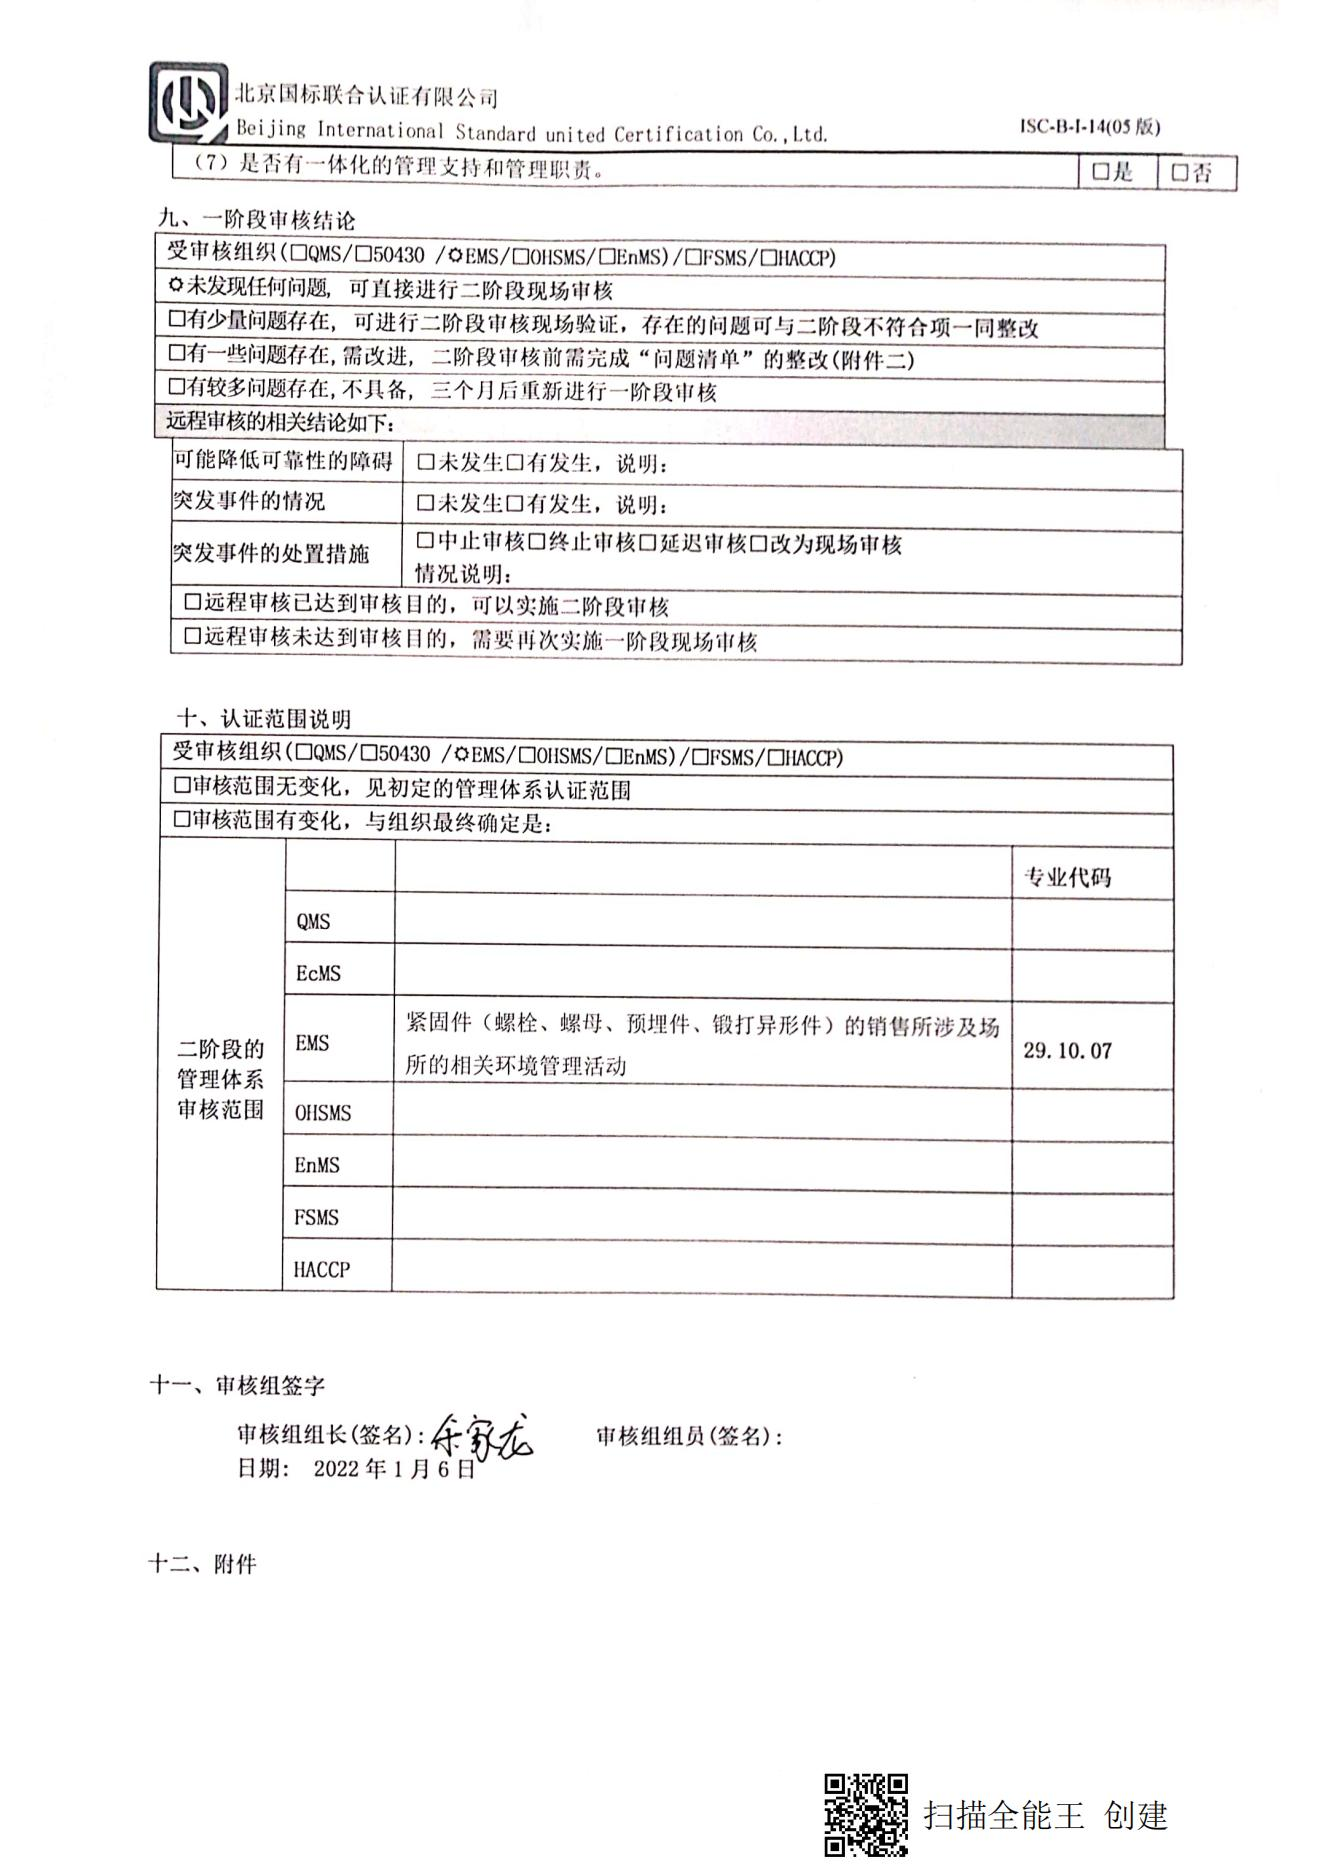 北京国标联合认证有限公司
Beijing International Standard united Certification Co.,Ltd.
ISC-B-I-14(05版)
（7）是否有一体化的管理支持和管理职责。 □是 □否
九、一阶段审核结论
受审核组织(□QMS/□50430 /✪EMS/□OHSMS/□EnMS)/□FSMS/□HACCP)
✪未发现任何问题, 可直接进行二阶段现场审核
□有少量问题存在, 可进行二阶段审核现场验证, 存在的问题可与二阶段不符合项一同整改
□有一些问题存在,需改进, 二阶段审核前需完成“问题清单”的整改(附件二)
□有较多问题存在,不具备, 三个月后重新进行一阶段审核
远程审核的相关结论如下:
可能降低可靠性的障碍 □未发生□有发生，说明:
突发事件的情况 □未发生□有发生，说明:
突发事件的处置措施 □中止审核□终止审核□延迟审核□改为现场审核
情况说明:
□远程审核已达到审核目的，可以实施二阶段审核
□远程审核未达到审核目的，需要再次实施一阶段现场审核
十、认证范围说明
受审核组织(□QMS/□50430 /✪EMS/□OHSMS/□EnMS)/□FSMS/□HACCP)
□审核范围无变化，见初定的管理体系认证范围
□审核范围有变化，与组织最终确定是:
专业代码
QMS
EcMS
二阶段的
管理体系
审核范围
EMS
紧固件（螺栓、螺母、预埋件、锻打异形件）的销售所涉及场
所的相关环境管理活动
29.10.07
OHSMS
EnMS
FSMS
HACCP
十一、审核组签字
审核组组长(签名): 余家龙 审核组组员(签名):
日期: 2022年1月6日
十二、附件
扫描全能王 创建